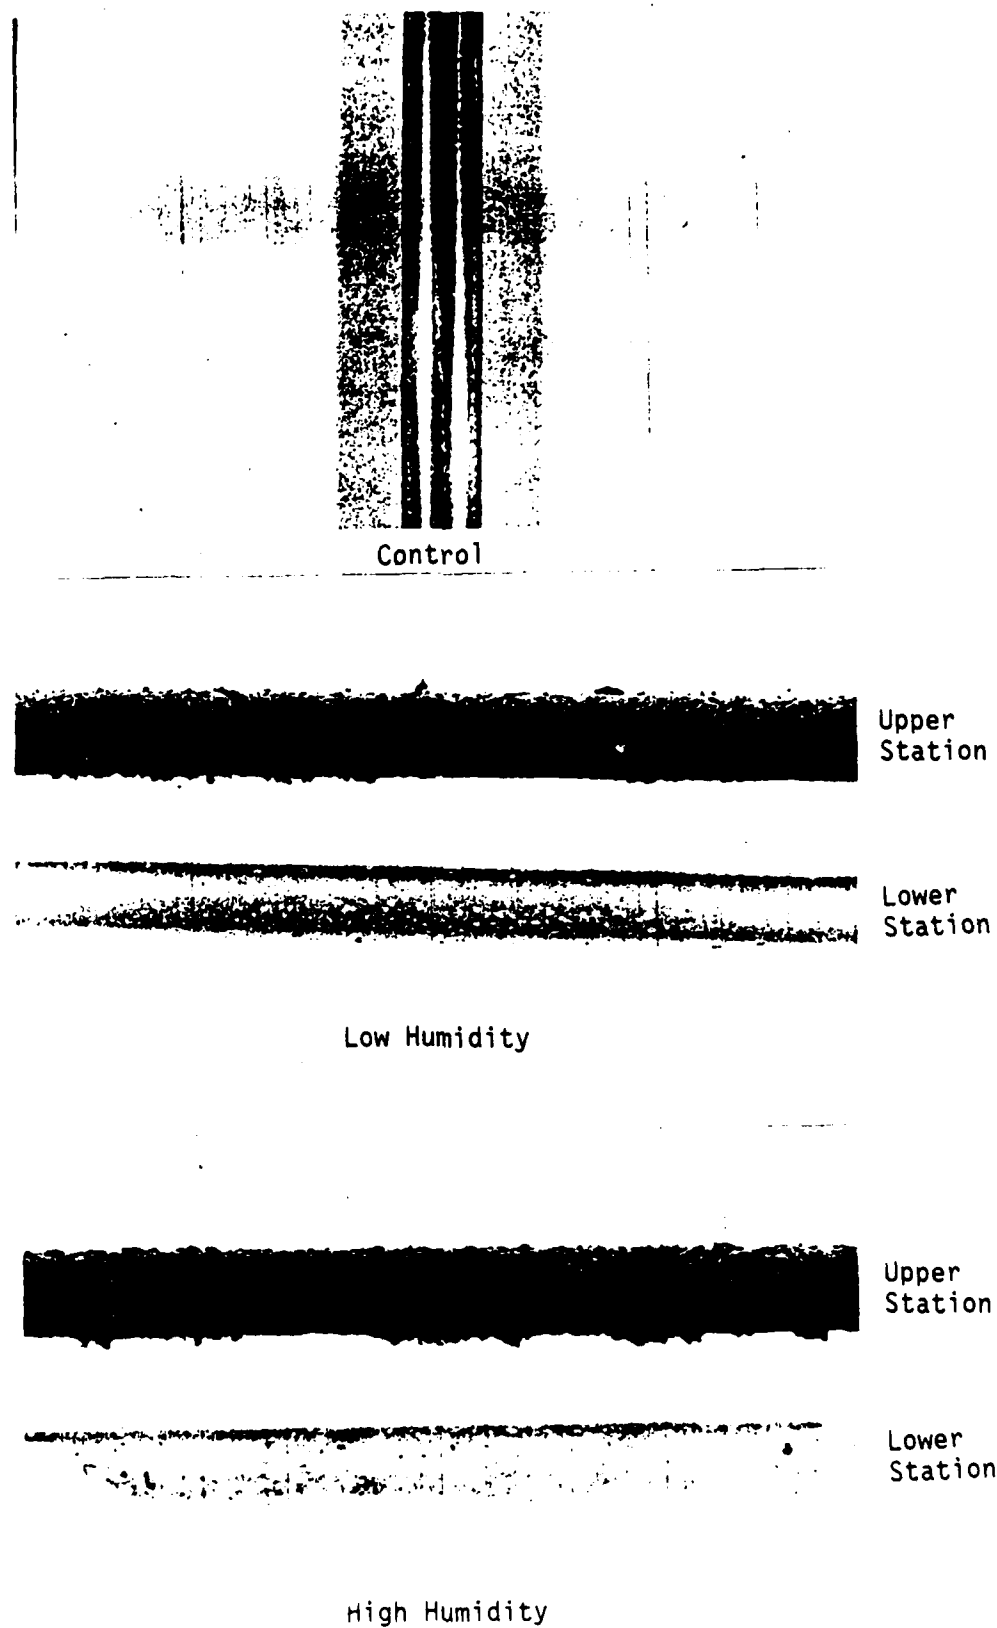 Control
Upper
Station
Lower
Station
Low Humidity
Upper
Station
Lower
Station
High Humidity